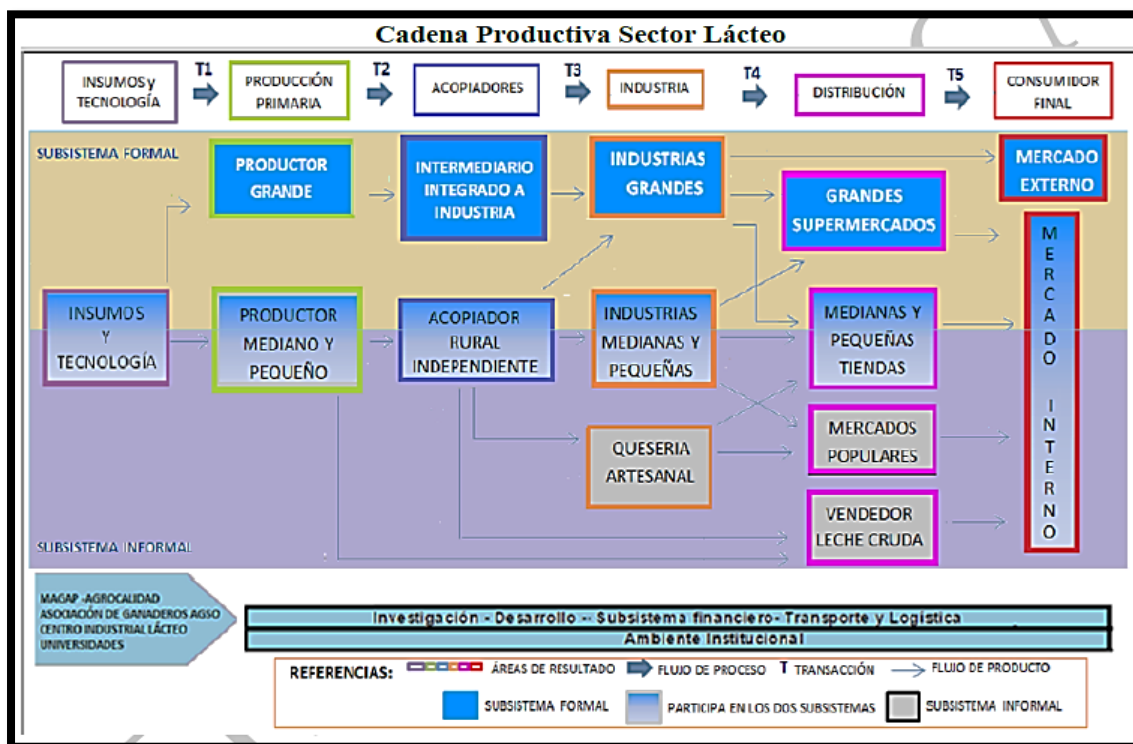 Cadena Productiva Sector Lácteo
INSUMOS y
TECNOLOGÍA
T1
PRODUCCIÓN
PRIMARIA
T2
ACOPIADORES
T3
INDUSTRIA
T4
DISTRIBUCIÓN
T5
CONSUMIDOR
FINAL
SUBSISTEMA FORMAL
PRODUCTOR
GRANDE
INTERMEDIARIO
INTEGRADO A
INDUSTRIA
INDUSTRIAS
GRANDES
MERCADO
EXTERNO
GRANDES
SUPERMERCADOS
INSUMOS
Y
TECNOLOGÍA
PRODUCTOR
MEDIANO Y
PEQUEÑO
ACOPIADOR
RURAL
INDEPENDIENTE
INDUSTRIAS
MEDIANAS Y
PEQUEÑAS
MEDIANAS Y
PEQUEÑAS
TIENDAS
MERCADO INTERNO
QUESERIA
ARTESANAL
MERCADOS
POPULARES
VENDEDOR
LECHE CRUDA
SUBSISTEMA INFORMAL
MAGAP -AGROCALIDAD
ASOCIACIÓN DE GANADEROS AGSO
CENTRO INDUSTRIAL LÁCTEO
UNIVERSIDADES
Investigación - Desarrollo -- Subsistema financiero- Transporte y Logística
Ambiente Institucional
REFERENCIAS: ÁREAS DE RESULTADO FLUJO DE PROCESO T TRANSACCIÓN FLUJO DE PRODUCTO
SUBSISTEMA FORMAL PARTICIPA EN LOS DOS SUBSISTEMAS SUBSISTEMA INFORMAL